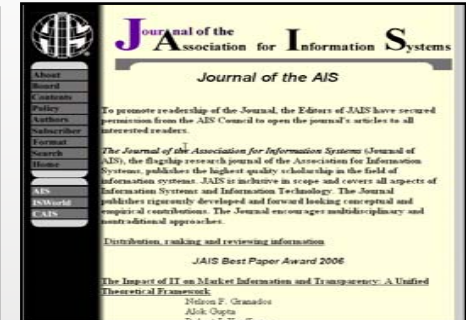 Journal of the
Association for Information Systems
About
Board
Contents
Policy
Authors
Subscriber
Format
Search
Home
AIS
ISWorld
CAIS
Journal of the AIS
To promote readership of the Journal, the Editors of JAIS have secured
permission from the AIS Council to open the journal's articles to all
interested readers.
The Journal of the Association for Information Systems (Journal of
AIS), the flagship research journal of the Association for Information
Systems, publishes the highest quality scholarship in the field of
information systems. JAIS is inclusive in scope and covers all aspects of
Information Systems and Information Technology. The Journal
publishes rigorously developed and forward looking conceptual and
empirical contributions. The Journal encourages multidisciplinary and
nontraditional approaches.
Distribution, ranking and reviewing information
JAIS Best Paper Award 2006
The Impact of IT on Market Information and Transparency: A Unified
Theoretical Framework
Nelson F. Granados
Alok Gupta